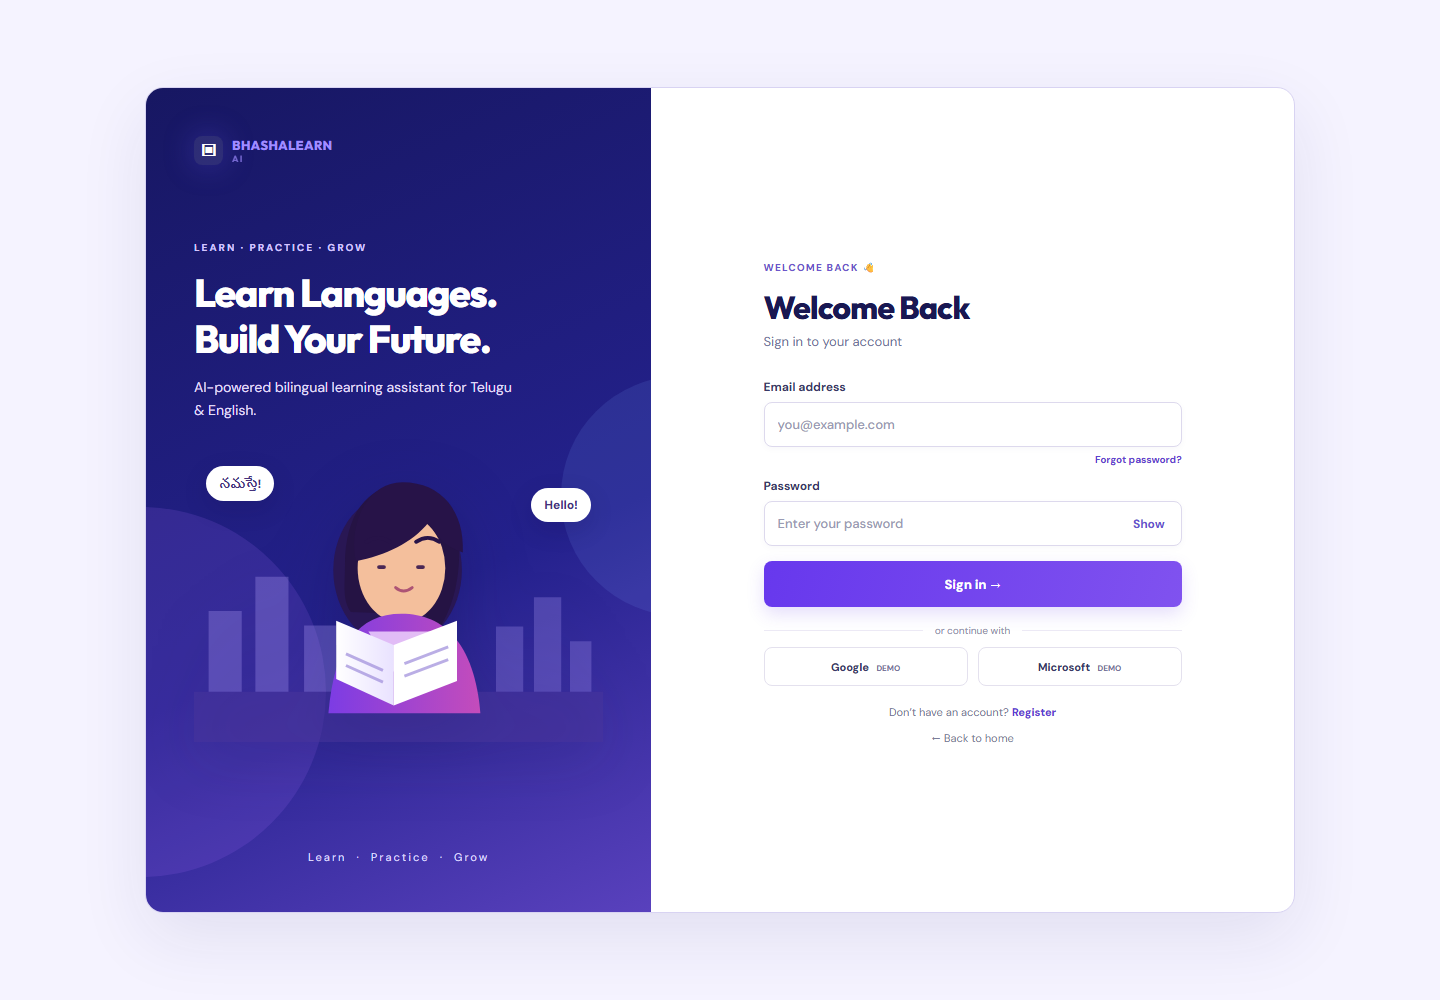 BHASHALEARN
AI
LEARN · PRACTICE · GROW
Learn Languages.
Build Your Future.
AI-powered bilingual learning assistant for Telugu
& English.
నమస్తే!
Hello!
Learn · Practice · Grow
WELCOME BACK 👋
Welcome Back
Sign in to your account
Email address
you@example.com
Forgot password?
Password
Enter your password
Show
Sign in →
or continue with
Google DEMO
Microsoft DEMO
Don't have an account? Register
← Back to home